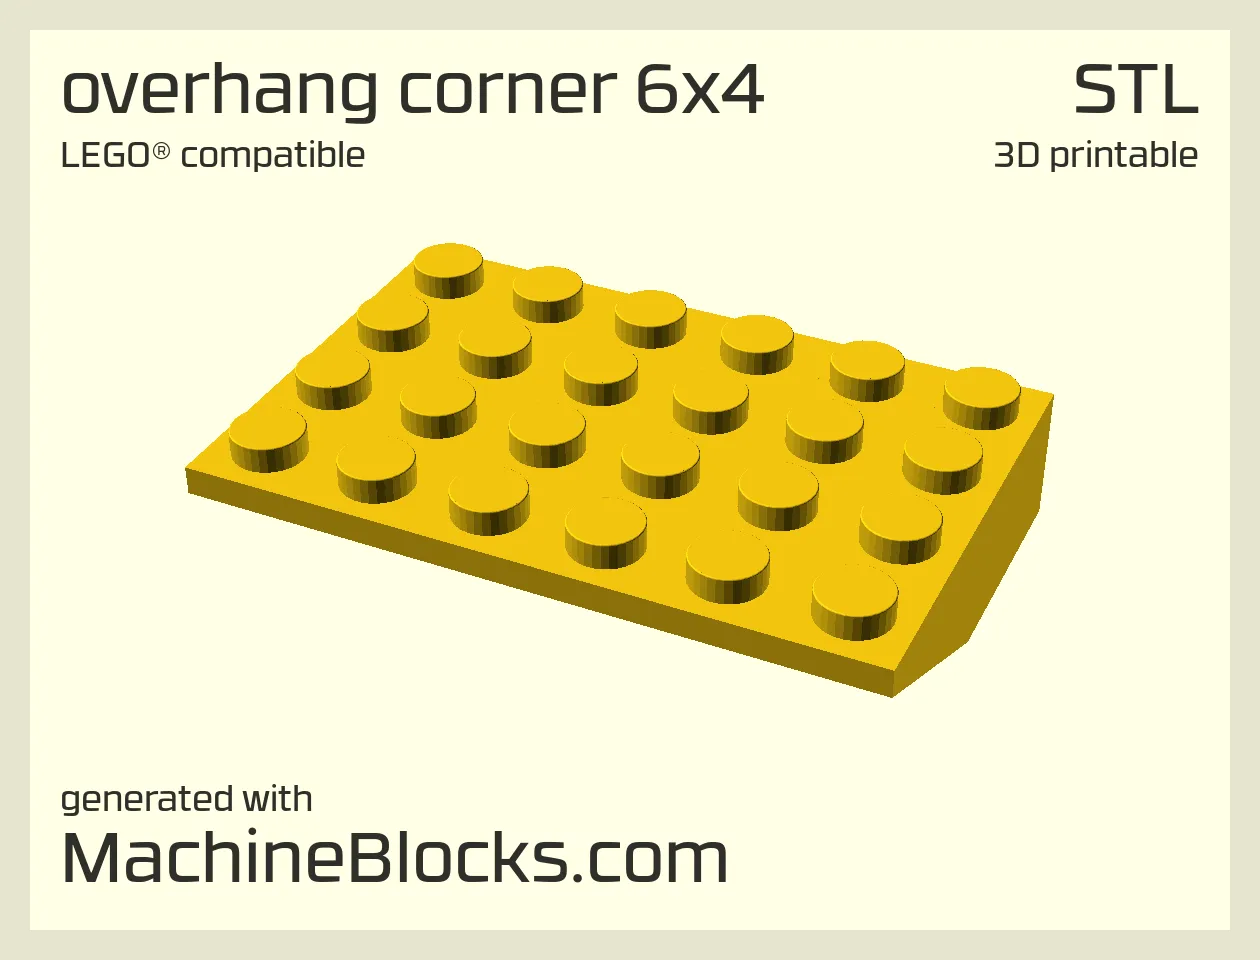 overhang corner 6x4
STL
LEGO® compatible
3D printable
generated with
MachineBlocks.com